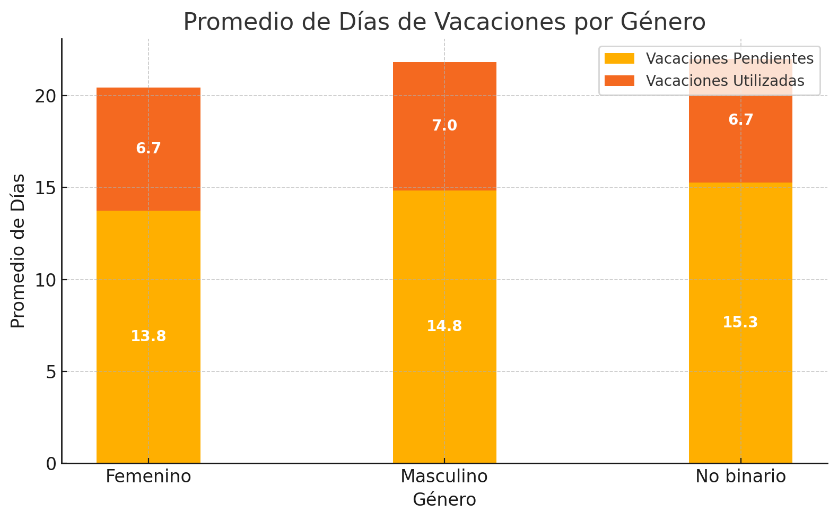 Promedio de Días de Vacaciones por Género
Vacaciones Pendientes
Vacaciones Utilizadas
Promedio de Días
20
15
10
5
0
6.7
7.0
6.7
13.8
14.8
15.3
Femenino
Masculino
No binario
Género